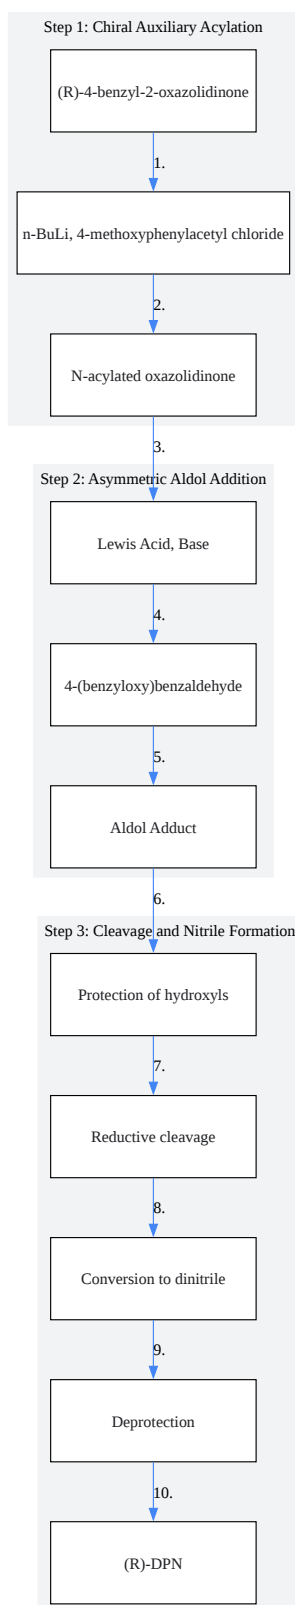 Step 1: Chiral Auxiliary Acylation
(R)-4-benzyl-2-oxazolidinone
1.
n-BuLi, 4-methoxyphenylacetyl chloride
2.
N-acylated oxazolidinone
3.
Step 2: Asymmetric Aldol Addition
Lewis Acid, Base
4.
4-(benzyloxy)benzaldehyde
5.
Aldol Adduct
6.
Step 3: Cleavage and Nitrile Formation
Protection of hydroxyls
7.
Reductive cleavage
8.
Conversion to dinitrile
9.
Deprotection
10.
(R)-DPN